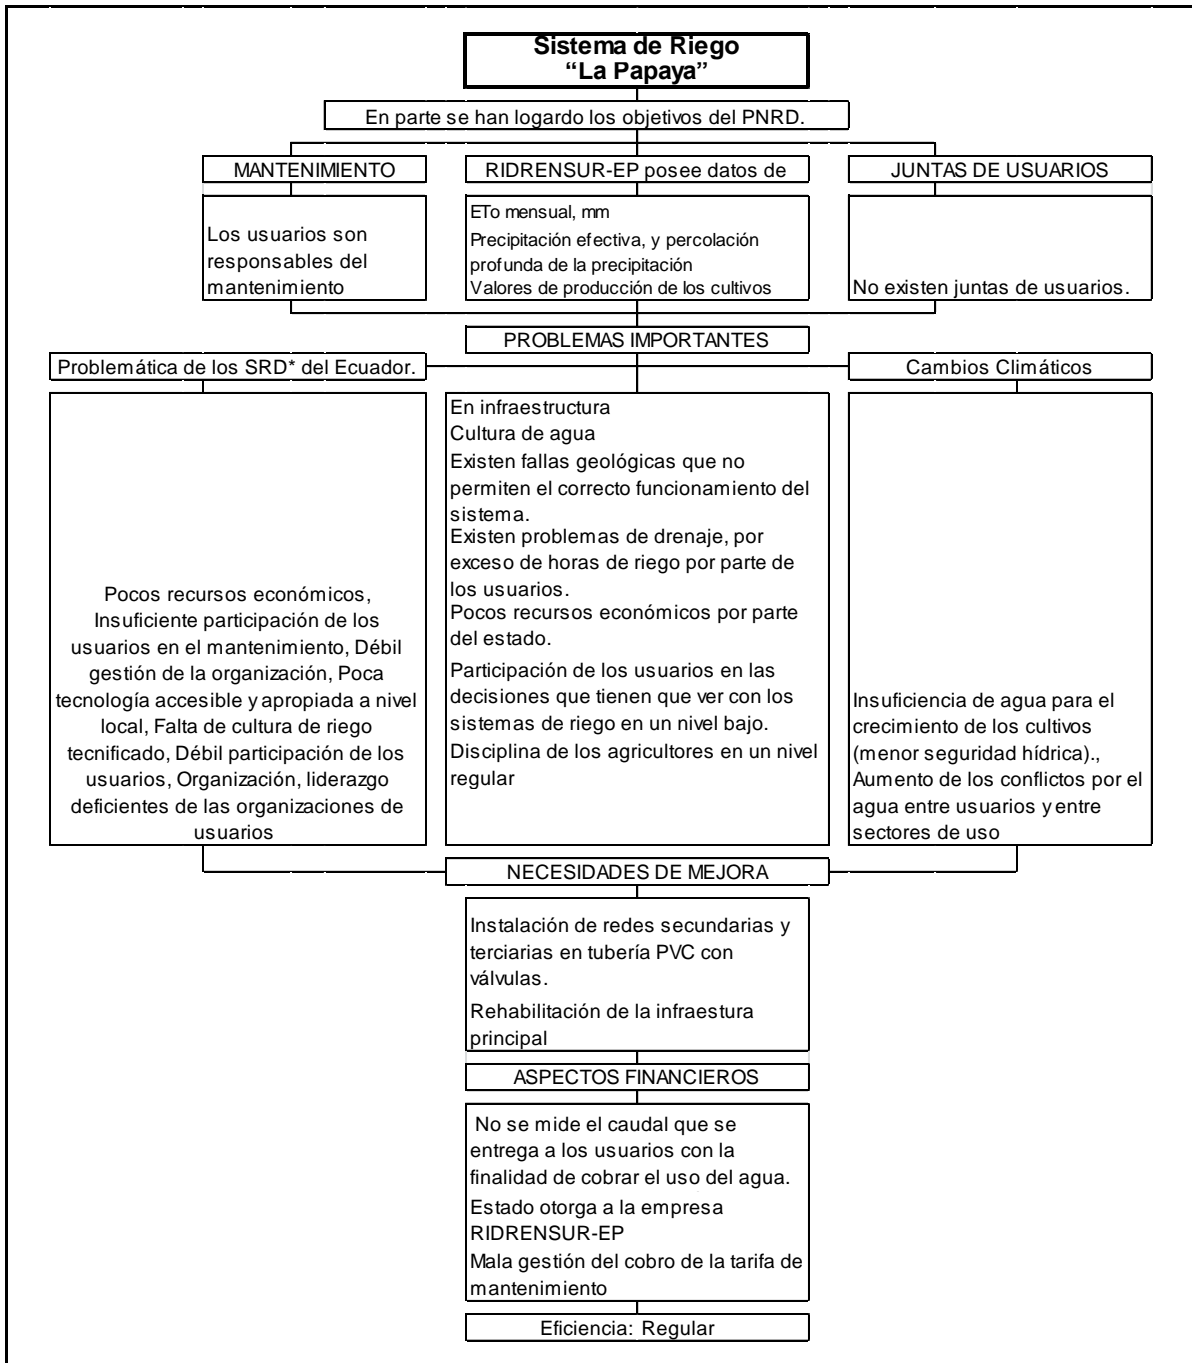 Sistema de Riego
“La Papaya”
En parte se han logardo los objetivos del PNRD.
MANTENIMIENTO
RIDRENSUR-EP posee datos de
JUNTAS DE USUARIOS
Los usuarios son
responsables del
mantenimiento
ETo mensual, mm
Precipitación efectiva, y percolación
profunda de la precipitación
Valores de producción de los cultivos
No existen juntas de usuarios.
PROBLEMAS IMPORTANTES
Problemática de los SRD* del Ecuador.
Cambios Climáticos
Pocos recursos económicos,
Insuficiente participación de los
usuarios en el mantenimiento, Débil
gestión de la organización, Poca
tecnología accesible y apropiada a nivel
local, Falta de cultura de riego
tecnificado, Débil participación de los
usuarios, Organización, liderazgo
deficientes de las organizaciones de
usuarios
En infraestructura
Cultura de agua
Existen fallas geológicas que no
permiten el correcto funcionamiento del
sistema.
Existen problemas de drenaje, por
exceso de horas de riego por parte de
los usuarios.
Pocos recursos económicos por parte
del estado.
Participación de los usuarios en las
decisiones que tienen que ver con los
sistemas de riego en un nivel bajo.
Disciplina de los agricultores en un nivel
regular
Insuficiencia de agua para el
crecimiento de los cultivos
(menor seguridad hídrica).,
Aumento de los conflictos por el
agua entre usuarios y entre
sectores de uso
NECESIDADES DE MEJORA
Instalación de redes secundarias y
terciarias en tubería PVC con
válvulas.
Rehabilitación de la infraestura
principal
ASPECTOS FINANCIEROS
No se mide el caudal que se
entrega a los usuarios con la
finalidad de cobrar el uso del agua.
Estado otorga a la empresa
RIDRENSUR-EP
Mala gestión del cobro de la tarifa de
mantenimiento
Eficiencia: Regular